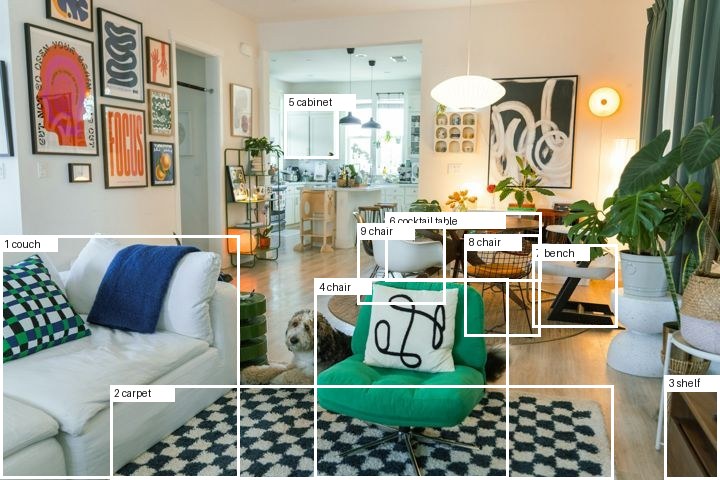 5 cabinet
FOCUS
6 cocktail table
9 chair
8 chair
1 couch
7 bench
4 chair
3 shelf
2 carpet